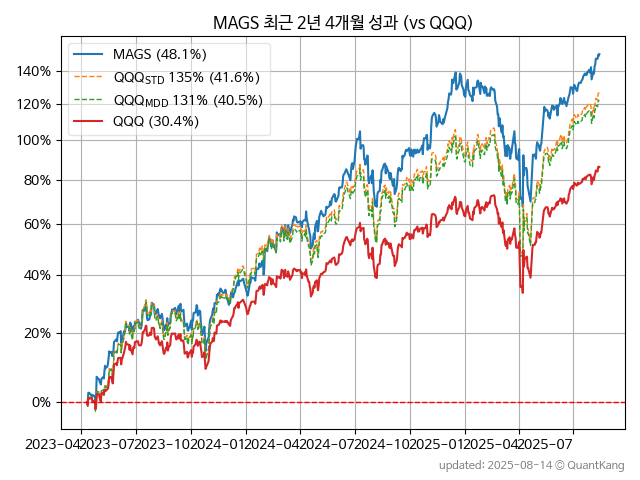 MAGS 최근 2년 4개월 성과 (vs QQQ)
MAGS (48.1%)
QQQSTD 135% (41.6%)
QQQMDD 131% (40.5%)
QQQ (30.4%)
140%
120%
100%
80%
60%
40%
20%
0%
2023-04 2023-07 2023-10 2024-01 2024-04 2024-07 2024-10 2025-01 2025-04 2025-07
updated: 2025-08-14 © QuantKang